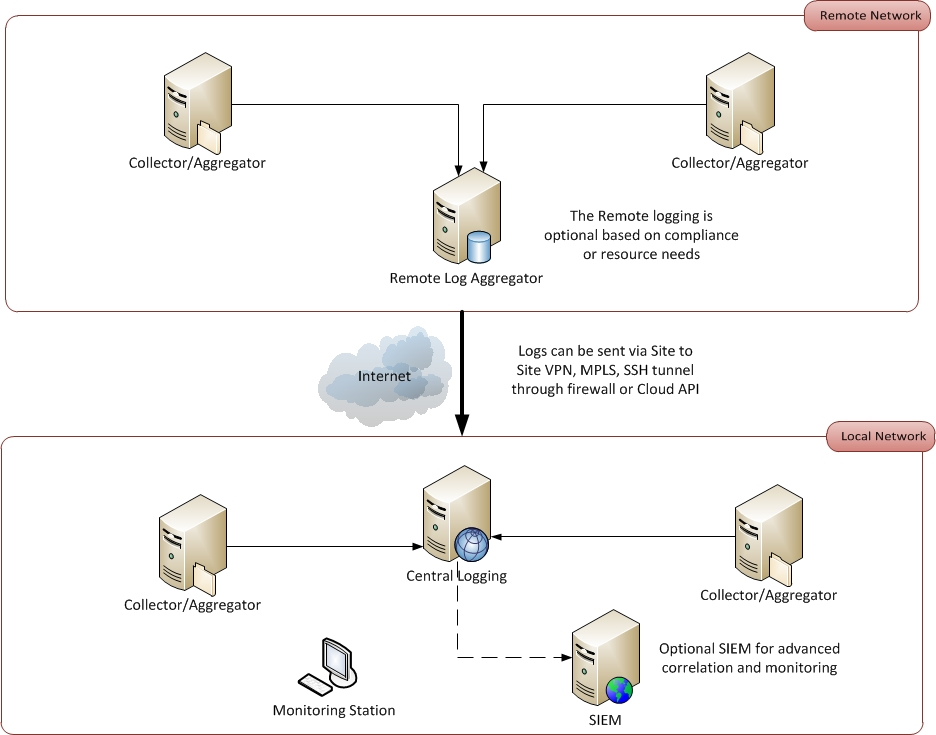 Remote Network
Collector/Aggregator
Collector/Aggregator
The Remote logging is
optional based on compliance
or resource needs
Remote Log Aggregator
Internet
Logs can be sent via Site to
Site VPN, MPLS, SSH tunnel
through firewall or Cloud API
Local Network
Central Logging
Collector/Aggregator
Collector/Aggregator
Optional SIEM for advanced
correlation and monitoring
Monitoring Station
SIEM